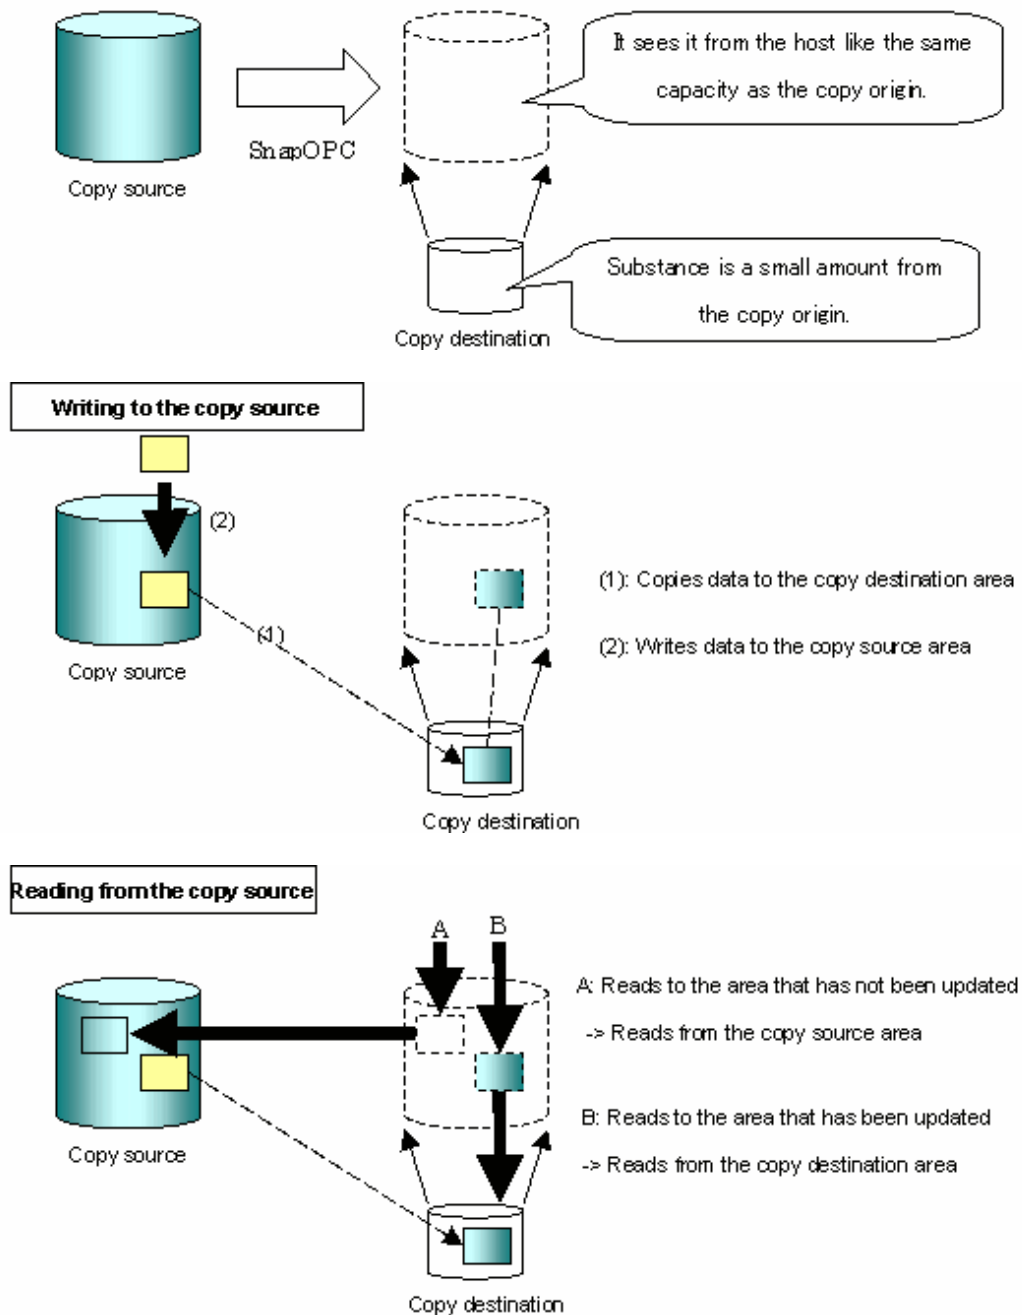 It sees it from the host like the same
capacity as the copy origin.
SnapOPC
Copy source
Substance is a small amount from
the copy origin.
Copy destination
Writing to the copy source
(2)
(1)
(1): Copies data to the copy destination area
(2): Writes data to the copy source area
Copy source
Copy destination
Reading from the copy source
A
B
A: Reads to the area that has not been updated
-> Reads from the copy source area
B: Reads to the area that has been updated
-> Reads from the copy destination area
Copy source
Copy destination